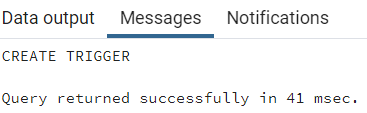 Data output Messages Notifications
CREATE TRIGGER
Query returned successfully in 41 msec.